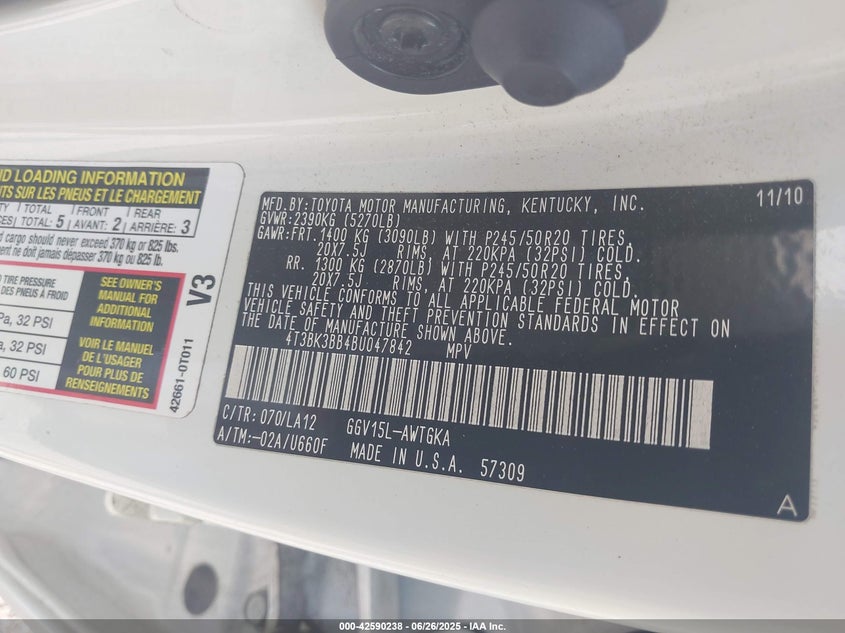 ND LOADING INFORMATION
NTS SUR LES PNEUS ET LE CHARGEMENT
TOTAL 5 FRONT AVANT: 2 REAR ARRIÈRE: 3
d cargo should never exceed 370 kg or 825 lbs.
ement ne doit jamais dépasser 370 kg ou 825 lb.
TIRE PRESSURE
DES PNEUS À FROID
Pa, 32 PSI
a, 32 PSI
60 PSI
SEE OWNER'S
MANUAL FOR
ADDITIONAL
INFORMATION
VOIR LE MANUEL
DE L'USAGER
POUR PLUS DE
RENSEIGNEMENTS
V3
42661-0T011
MFD.BY:TOYOTA MOTOR MANUFACTURING, KENTUCKY, INC. 11/10
GVWR:2390KG (5270LB)
GAWR:FRT.1400 KG (3090LB) WITH P245/50R20 TIRES,
20X7.5J RIMS, AT 220KPA (32PSI) COLD.
RR. 1300 KG (2870LB) WITH P245/50R20 TIRES,
20X7.5J RIMS, AT 220KPA (32PSI) COLD.
THIS VEHICLE CONFORMS TO ALL APPLICABLE FEDERAL MOTOR
VEHICLE SAFETY AND THEFT PREVENTION STANDARDS IN EFFECT ON
THE DATE OF MANUFACTURE SHOWN ABOVE.
4T3BK3BB4BU047842 MPV
C/TR: 070/LA12 GGV15L-AWTGKA
A/TM:-02A/U660F MADE IN U.S.A. 57309
A
000-42590238 - 06/26/2025 - IAA Inc.